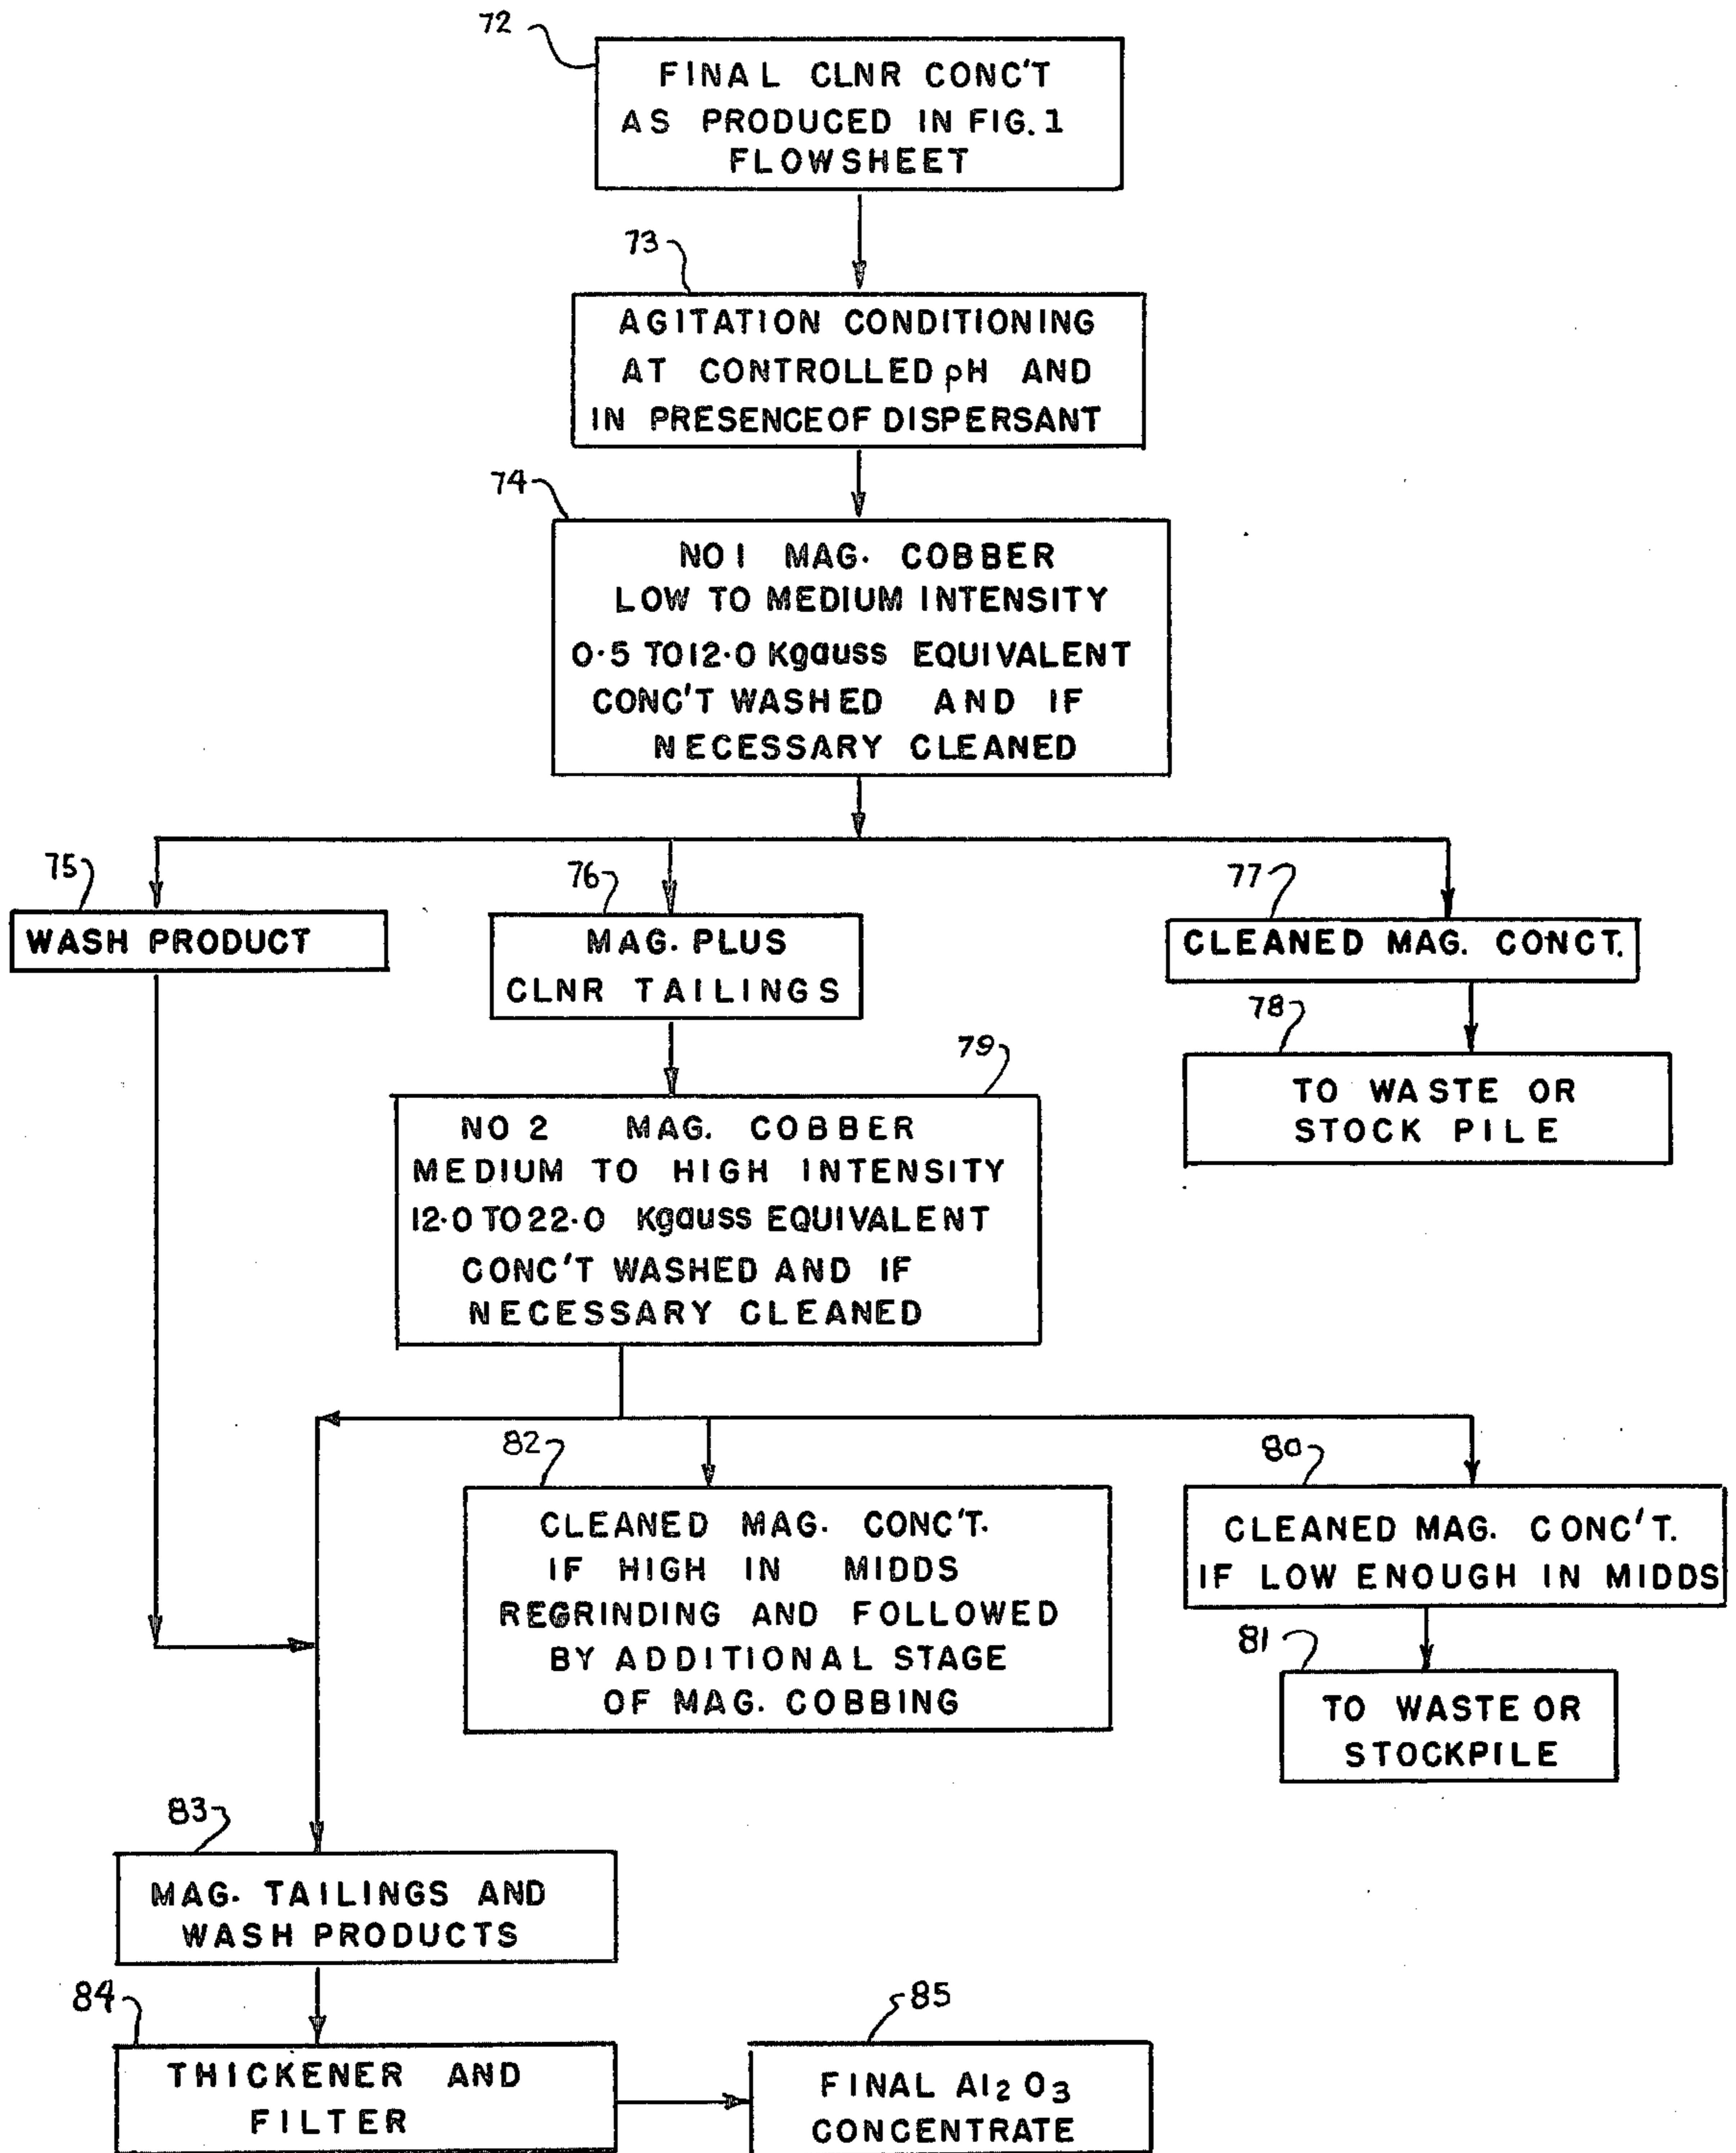 72
FINAL CLNR CONC'T
AS PRODUCED IN FIG. 1
FLOWSHEET
73
AGITATION CONDITIONING
AT CONTROLLED pH AND
IN PRESENCE OF DISPERSANT
74
NO 1 MAG. COBBER
LOW TO MEDIUM INTENSITY
0.5 TO 12.0 Kgauss EQUIVALENT
CONC'T WASHED AND IF
NECESSARY CLEANED
75
WASH PRODUCT
76
MAG. PLUS
CLNR TAILINGS
77
CLEANED MAG. CONCT.
78
TO WASTE OR
STOCK PILE
79
NO 2 MAG. COBBER
MEDIUM TO HIGH INTENSITY
12.0 TO 22.0 Kgauss EQUIVALENT
CONC'T WASHED AND IF
NECESSARY CLEANED
82
CLEANED MAG. CONC'T.
IF HIGH IN MIDDS
REGRINDING AND FOLLOWED
BY ADDITIONAL STAGE
OF MAG. COBBING
80
CLEANED MAG. CONC'T.
IF LOW ENOUGH IN MIDDS
81
TO WASTE OR
STOCKPILE
83
MAG. TAILINGS AND
WASH PRODUCTS
84
THICKENER AND
FILTER
85
FINAL Al2O3
CONCENTRATE